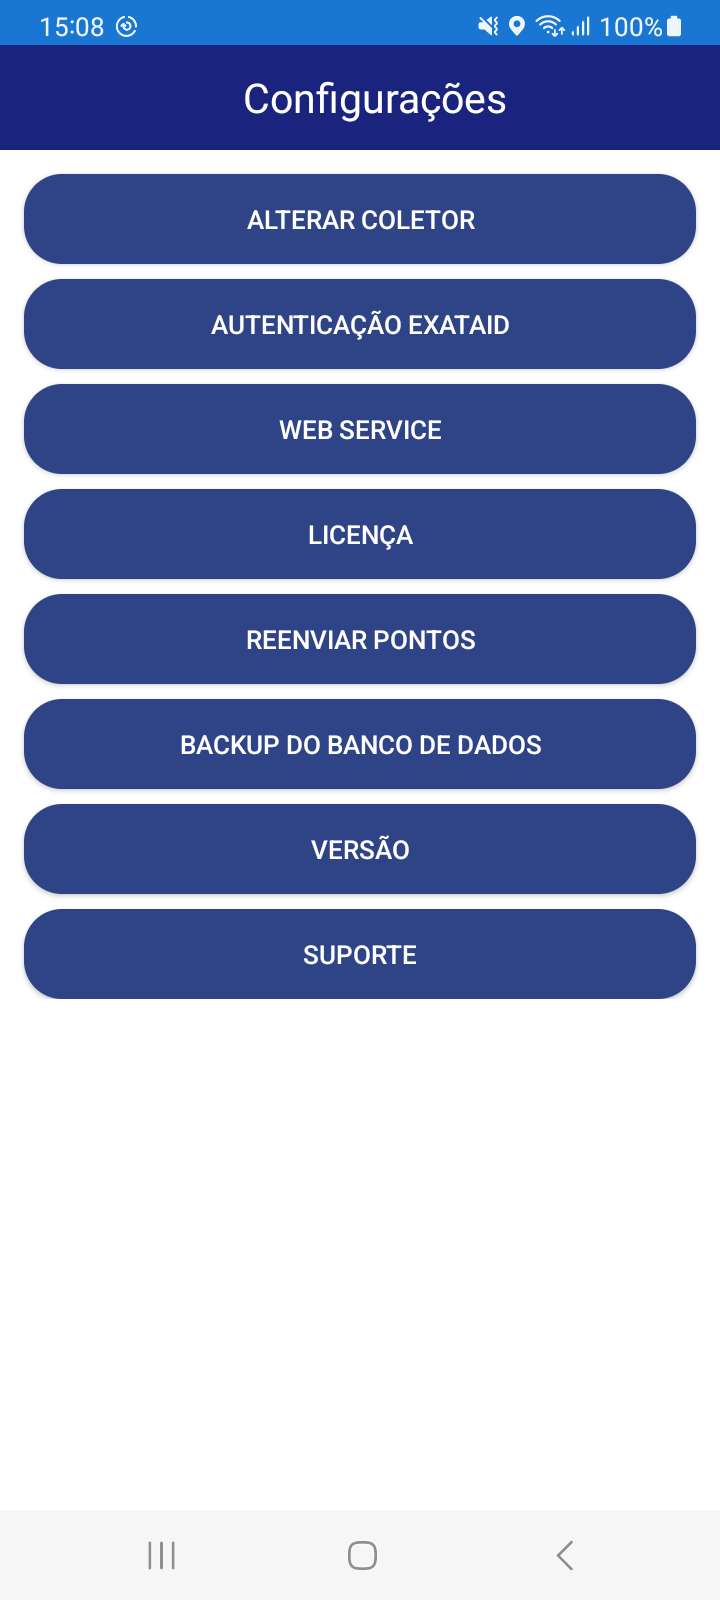 15:08 100%
Configurações
ALTERAR COLETOR
AUTENTICAÇÃO EXATAID
WEB SERVICE
LICENÇA
REENVIAR PONTOS
BACKUP DO BANCO DE DADOS
VERSÃO
SUPORTE